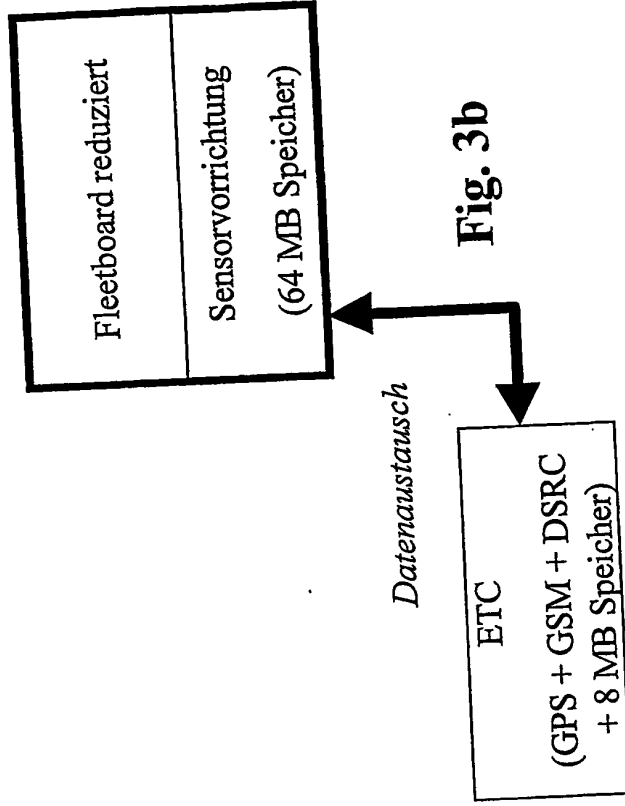 Fleetboard reduziert
Sensorvorrichtung
(64 MB Speicher)
Datenaustausch
ETC
(GPS + GSM + DSRC
+ 8 MB Speicher)
Fig. 3b